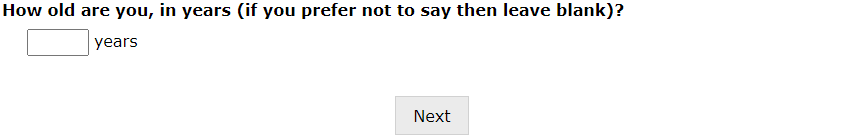 How old are you, in years (if you prefer not to say then leave blank)?
years
Next